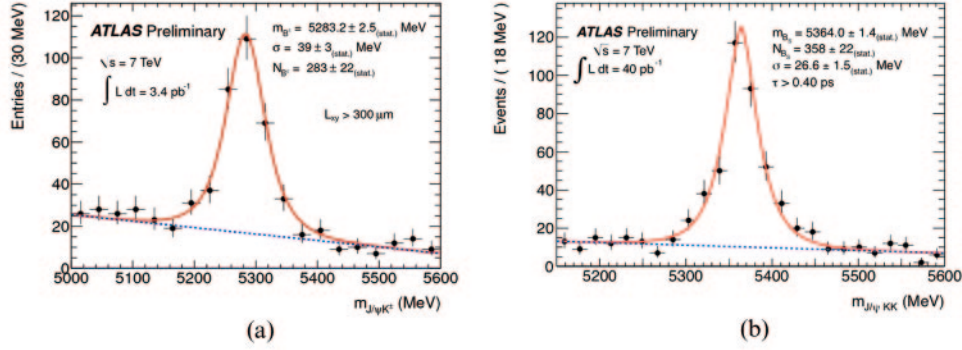 ATLAS Preliminary
√s = 7 TeV
∫ L dt = 3.4 pb⁻¹
m_B± = 5283.2 ± 2.5 (stat.) MeV
σ = 39 ± 3 (stat.) MeV
N_B± = 283 ± 22 (stat.)
L_xy > 300 μm
Entries / (30 MeV)
120
100
80
60
40
20
0
5000 5100 5200 5300 5400 5500 5600
m_J/ψK± (MeV)
(a)
ATLAS Preliminary
√s = 7 TeV
∫ L dt = 40 pb⁻¹
m_Bs = 5364.0 ± 1.4 (stat.) MeV
N_Bs = 358 ± 22 (stat.)
σ = 26.6 ± 1.5 (stat.) MeV
τ > 0.40 ps
Events / ( 18 MeV)
140
120
100
80
60
40
20
0
5200 5300 5400 5500 5600
m_J/ψ KK (MeV)
(b)